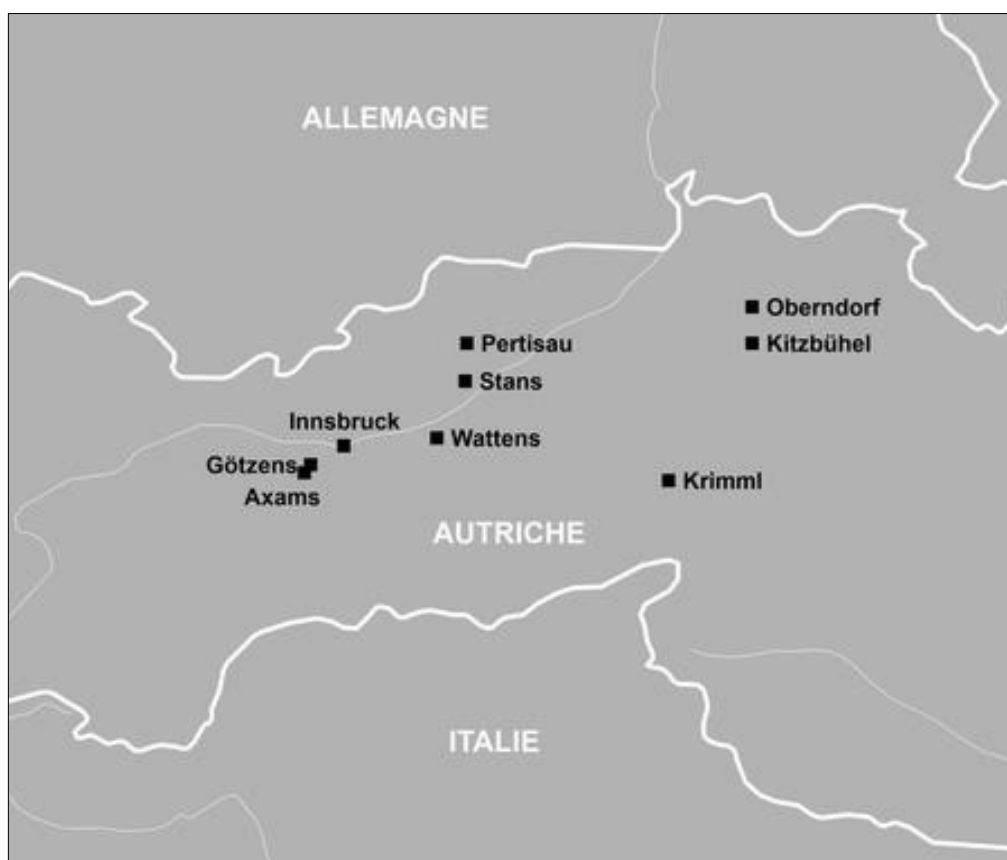 ALLEMAGNE
Oberndorf
Pertisau
Kitzbühel
Stans
Innsbruck
Wattens
Götzens
Axams
Krimml
AUTRICHE
ITALIE